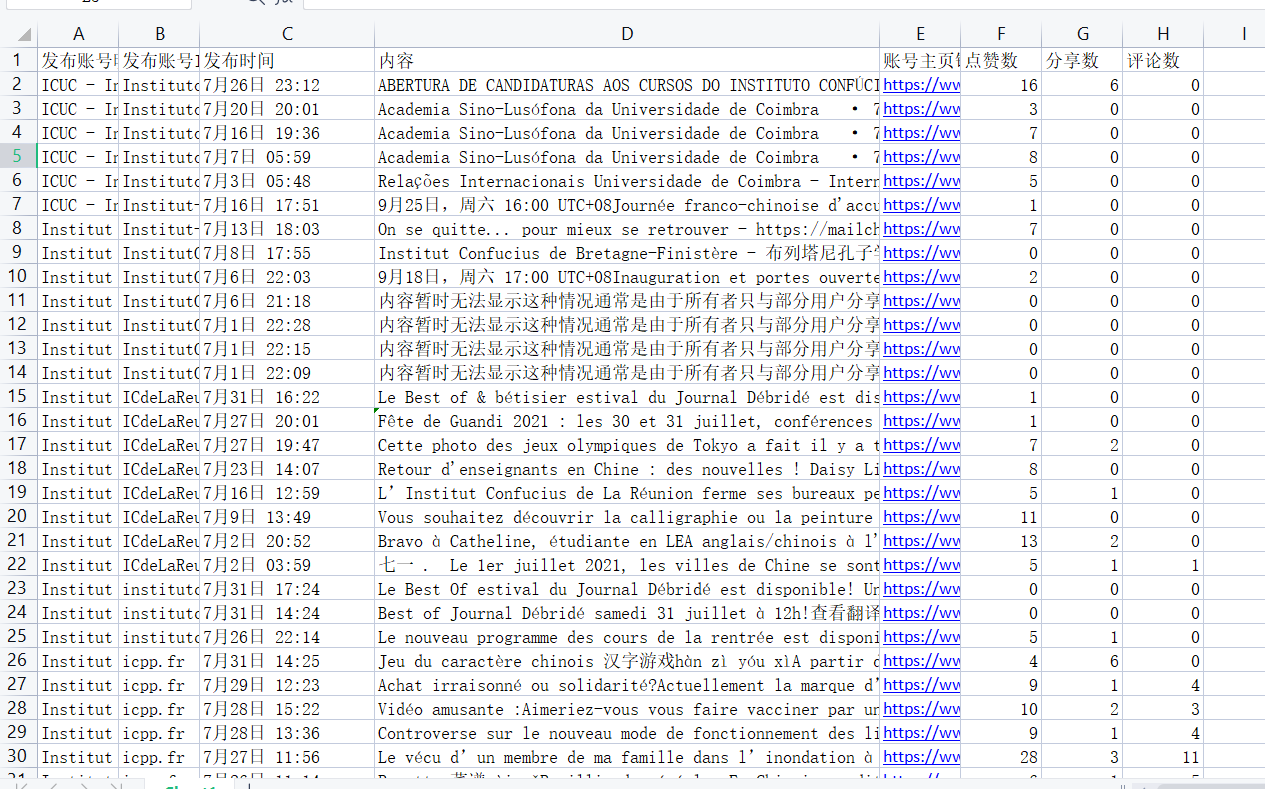 A B C D E F G H I
1 发布账号 发布账号 发布时间 内容 账号主页 点赞数 分享数 评论数
2 ICUC - In Instituto 7月26日 23:12 ABERTURA DE CANDIDATURAS AOS CURSOS DO INSTITUTO CONFÚCI https://ww 16 6 0
3 ICUC - In Instituto 7月20日 20:01 Academia Sino-Lusófona da Universidade de Coimbra • 7 https://ww 3 0 0
4 ICUC - In Instituto 7月16日 19:36 Academia Sino-Lusófona da Universidade de Coimbra • 7 https://ww 7 0 0
5 ICUC - In Instituto 7月7日 05:59 Academia Sino-Lusófona da Universidade de Coimbra • 7 https://ww 8 0 0
6 ICUC - In Instituto 7月3日 05:48 Relações Internacionais Universidade de Coimbra - Intern https://ww 5 0 0
7 ICUC - In Institut- 7月16日 17:51 9月25日，周六 16:00 UTC+08Journée franco-chinoise d'accu https://ww 1 0 0
8 Institut Institut- 7月13日 18:03 On se quitte... pour mieux se retrouver - https://mailch https://ww 7 0 0
9 Institut InstitutC 7月8日 17:55 Institut Confucius de Bretagne-Finistère - 布列塔尼孔子学 https://ww 0 0 0
10 Institut InstitutC 7月6日 22:03 9月18日，周六 17:00 UTC+08Inauguration et portes ouverte https://ww 2 0 0
11 Institut InstitutC 7月6日 21:18 内容暂时无法显示这种情况通常是由于所有者只与部分用户分享 https://ww 0 0 0
12 Institut InstitutC 7月1日 22:28 内容暂时无法显示这种情况通常是由于所有者只与部分用户分享 https://ww 0 0 0
13 Institut InstitutC 7月1日 22:15 内容暂时无法显示这种情况通常是由于所有者只与部分用户分享 https://ww 0 0 0
14 Institut InstitutC 7月1日 22:09 内容暂时无法显示这种情况通常是由于所有者只与部分用户分享 https://ww 0 0 0
15 Institut ICdeLaReu 7月31日 16:22 Le Best of & bêtisier estival du Journal Débridé est dis https://ww 1 0 0
16 Institut ICdeLaReu 7月27日 20:01 Fête de Guandi 2021 : les 30 et 31 juillet, conférences https://ww 1 0 0
17 Institut ICdeLaReu 7月27日 19:47 Cette photo des jeux olympiques de Tokyo a fait il y a t https://ww 7 2 0
18 Institut ICdeLaReu 7月23日 14:07 Retour d'enseignants en Chine : des nouvelles ! Daisy Li https://ww 8 0 0
19 Institut ICdeLaReu 7月16日 12:59 L’Institut Confucius de La Réunion ferme ses bureaux pe https://ww 5 1 0
20 Institut ICdeLaReu 7月9日 13:49 Vous souhaitez découvrir la calligraphie ou la peinture https://ww 11 0 0
21 Institut ICdeLaReu 7月2日 20:52 Bravo à Catheline, étudiante en LEA anglais/chinois à l' https://ww 13 2 0
22 Institut ICdeLaReu 7月2日 03:59 七一 . Le 1er juillet 2021, les villes de Chine se sont https://ww 5 1 1
23 Institut instituto 7月31日 17:24 Le Best Of estival du Journal Débridé est disponible! Un https://ww 0 0 0
24 Institut instituto 7月31日 14:24 Best of Journal Débridé samedi 31 juillet à 12h!查看翻译 https://ww 0 0 0
25 Institut instituto 7月26日 22:14 Le nouveau programme des cours de la rentrée est disponi https://ww 5 1 0
26 Institut icpp.fr 7月31日 14:25 Jeu du caractère chinois 汉字游戏hàn zì yóu xìA partir d https://ww 4 6 0
27 Institut icpp.fr 7月29日 12:23 Achat irraisonné ou solidarité?Actuellement la marque d' https://ww 9 1 4
28 Institut icpp.fr 7月28日 15:22 Vidéo amusante :Aimeriez-vous vous faire vacciner par un https://ww 10 2 3
29 Institut icpp.fr 7月28日 13:36 Controverse sur le nouveau mode de fonctionnement des li https://ww 9 1 4
30 Institut icpp.fr 7月27日 11:56 Le vécu d’un membre de ma famille dans l’inondation à https://ww 28 3 11